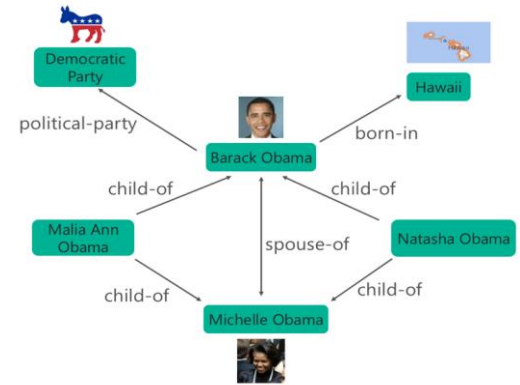 Democratic
Party
Hawaii
political-party
born-in
Barack Obama
child-of
child-of
Malia Ann
Obama
spouse-of
Natasha Obama
child-of
child-of
Michelle Obama